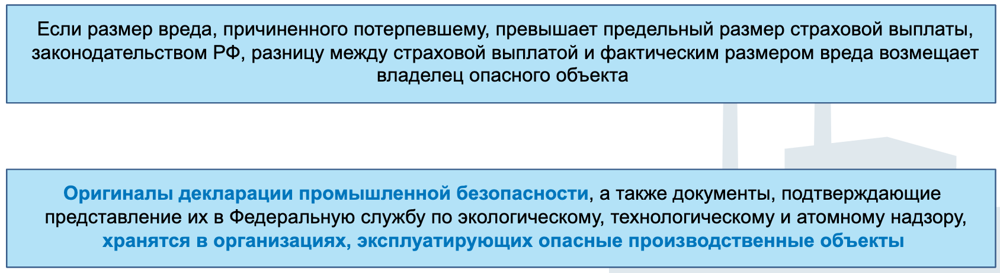 Если размер вреда, причиненного потерпевшему, превышает предельный размер страховой выплаты,
законодательством РФ, разницу между страховой выплатой и фактическим размером вреда возмещает
владелец опасного объекта
Оригиналы декларации промышленной безопасности, а также документы, подтверждающие
представление их в Федеральную службу по экологическому, технологическому и атомному надзору,
хранятся в организациях, эксплуатирующих опасные производственные объекты